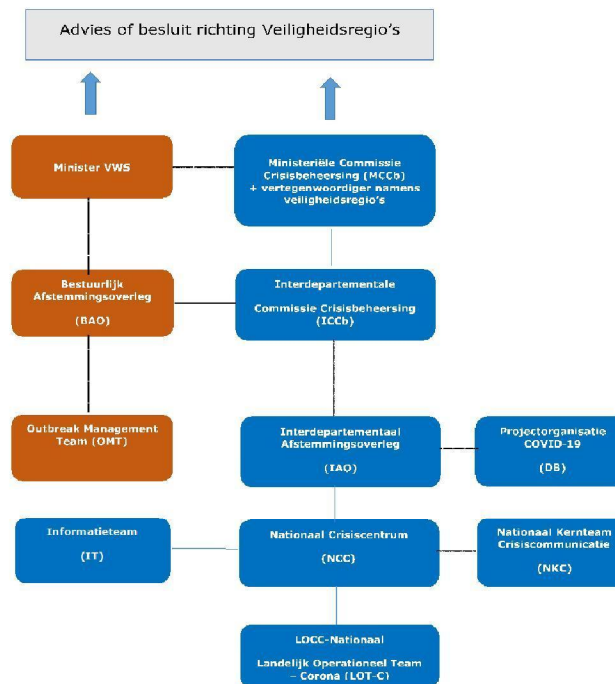 Advies of besluit richting Veiligheidsregio's
Minister VWS
Ministeriële Commissie
Crisisbeheersing (MCCb)
+ vertegenwoordiger namens
veiligheidsregio's
Bestuurlijk
Afstemmingsoverleg
(BAO)
Interdepartementale
Commissie Crisisbeheersing
(ICCb)
Outbreak Management
Team (OMT)
Interdepartementaal
Afstemmingsoverleg
(IAO)
Projectorganisatie
COVID-19
(DB)
Informatieteam
(IT)
Nationaal Crisiscentrum
(NCC)
Nationaal Kernteam
Crisiscommunicatie
(NKC)
LOCC-Nationaal
Landelijk Operationeel Team
– Corona (LOT-C)